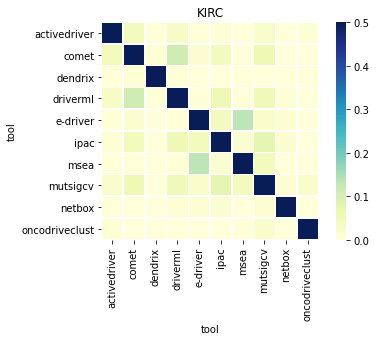 KIRC
tool
activedriver
comet
dendrix
driverml
e-driver
ipac
msea
mutsigcv
netbox
oncodriveclust
activedriver
comet
dendrix
driverml
e-driver
ipac
msea
mutsigcv
netbox
oncodriveclust
tool
0.5
0.4
0.3
0.2
0.1
0.0